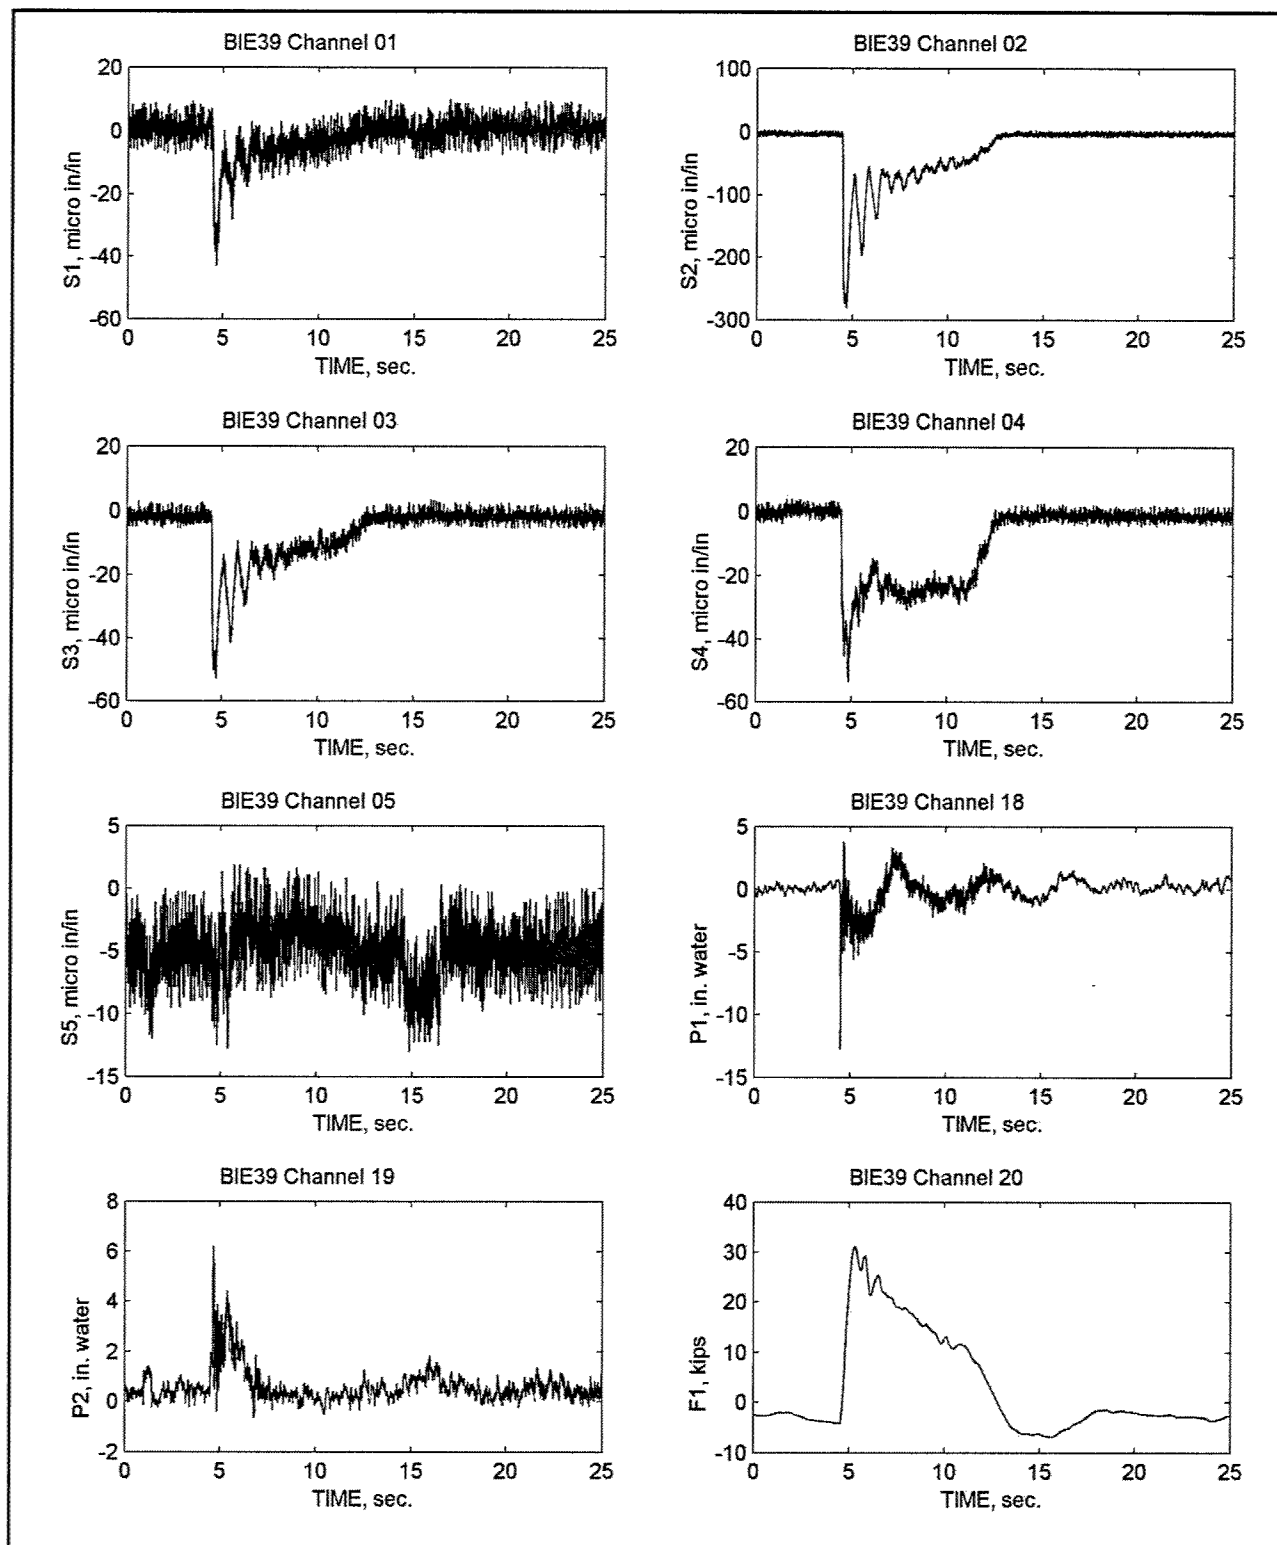 BIE39 Channel 01
20
0
-20
-40
-60
S1, micro in/in
0 5 10 15 20 25
TIME, sec.
BIE39 Channel 02
100
0
-100
-200
-300
S2, micro in/in
0 5 10 15 20 25
TIME, sec.
BIE39 Channel 03
20
0
-20
-40
-60
S3, micro in/in
0 5 10 15 20 25
TIME, sec.
BIE39 Channel 04
20
0
-20
-40
-60
S4, micro in/in
0 5 10 15 20 25
TIME, sec.
BIE39 Channel 05
5
0
-5
-10
-15
S5, micro in/in
0 5 10 15 20 25
TIME, sec.
BIE39 Channel 18
5
0
-5
-10
-15
P1, in. water
0 5 10 15 20 25
TIME, sec.
BIE39 Channel 19
8
6
4
2
0
-2
P2, in. water
0 5 10 15 20 25
TIME, sec.
BIE39 Channel 20
40
30
20
10
0
-10
F1, kips
0 5 10 15 20 25
TIME, sec.